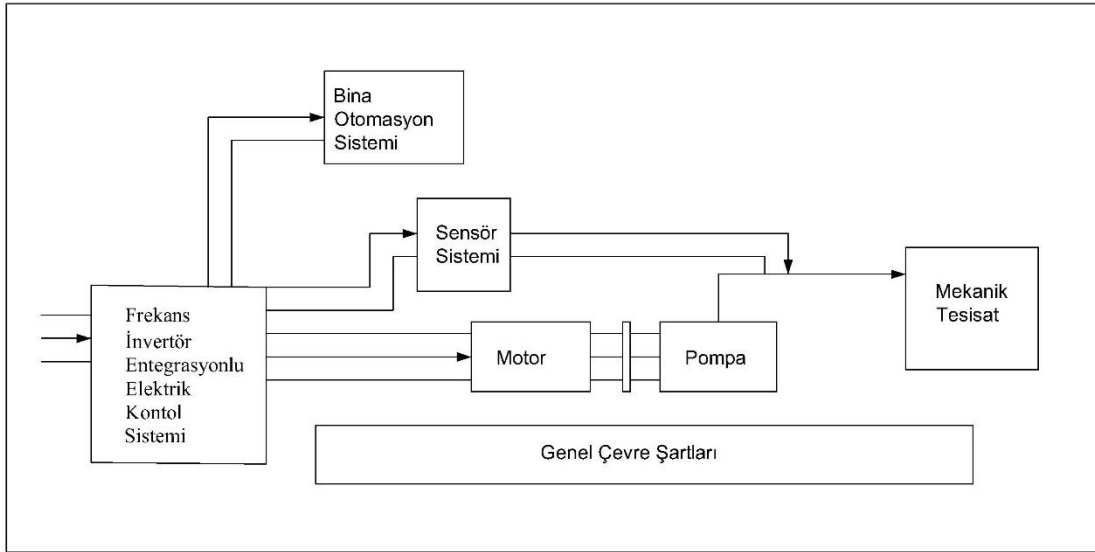 Bina
Otomasyon
Sistemi
Sensör
Sistemi
Mekanik
Tesisat
Frekans
İnvertör
Entegrasyonlu
Elektrik
Kontol
Sistemi
Motor
Pompa
Genel Çevre Şartları